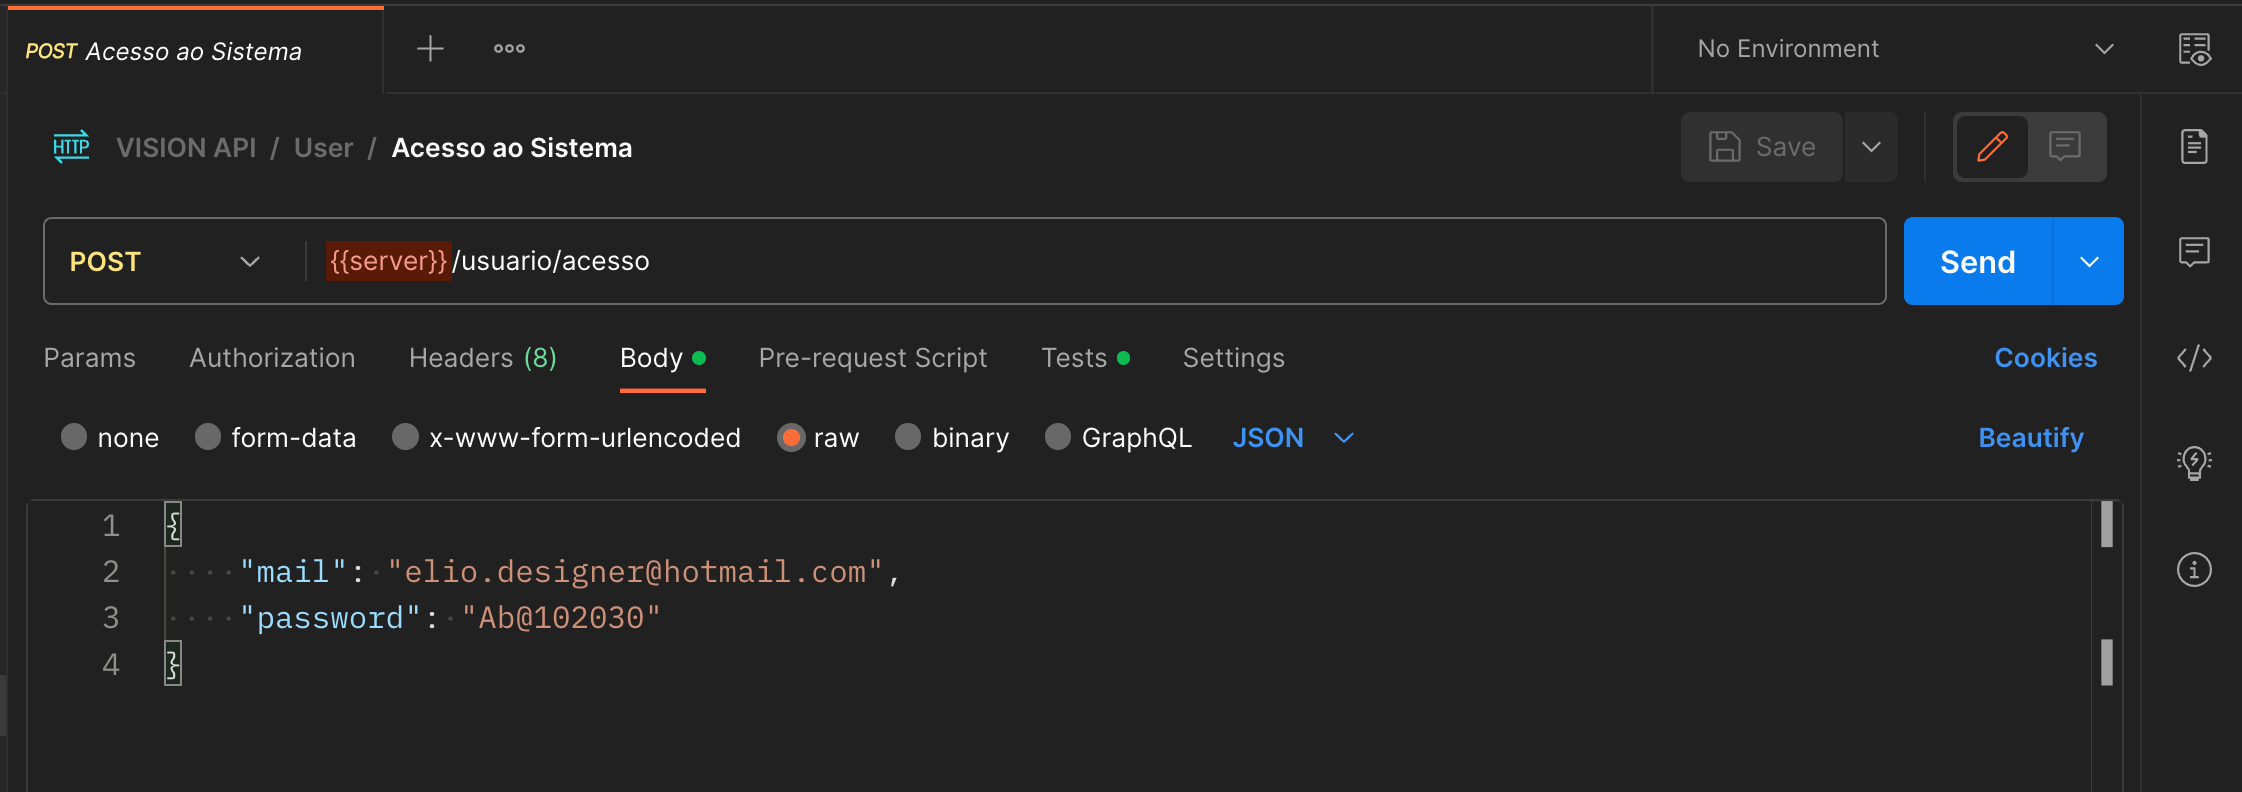 POST Acesso ao Sistema
No Environment
HTTP VISION API / User / Acesso ao Sistema
Save
POST {{server}}/usuario/acesso
Send
Params Authorization Headers (8) Body Pre-request Script Tests Settings Cookies
none form-data x-www-form-urlencoded raw binary GraphQL JSON Beautify
1 {
2 "mail": "elio.designer@hotmail.com",
3 "password": "Ab@102030"
4 }